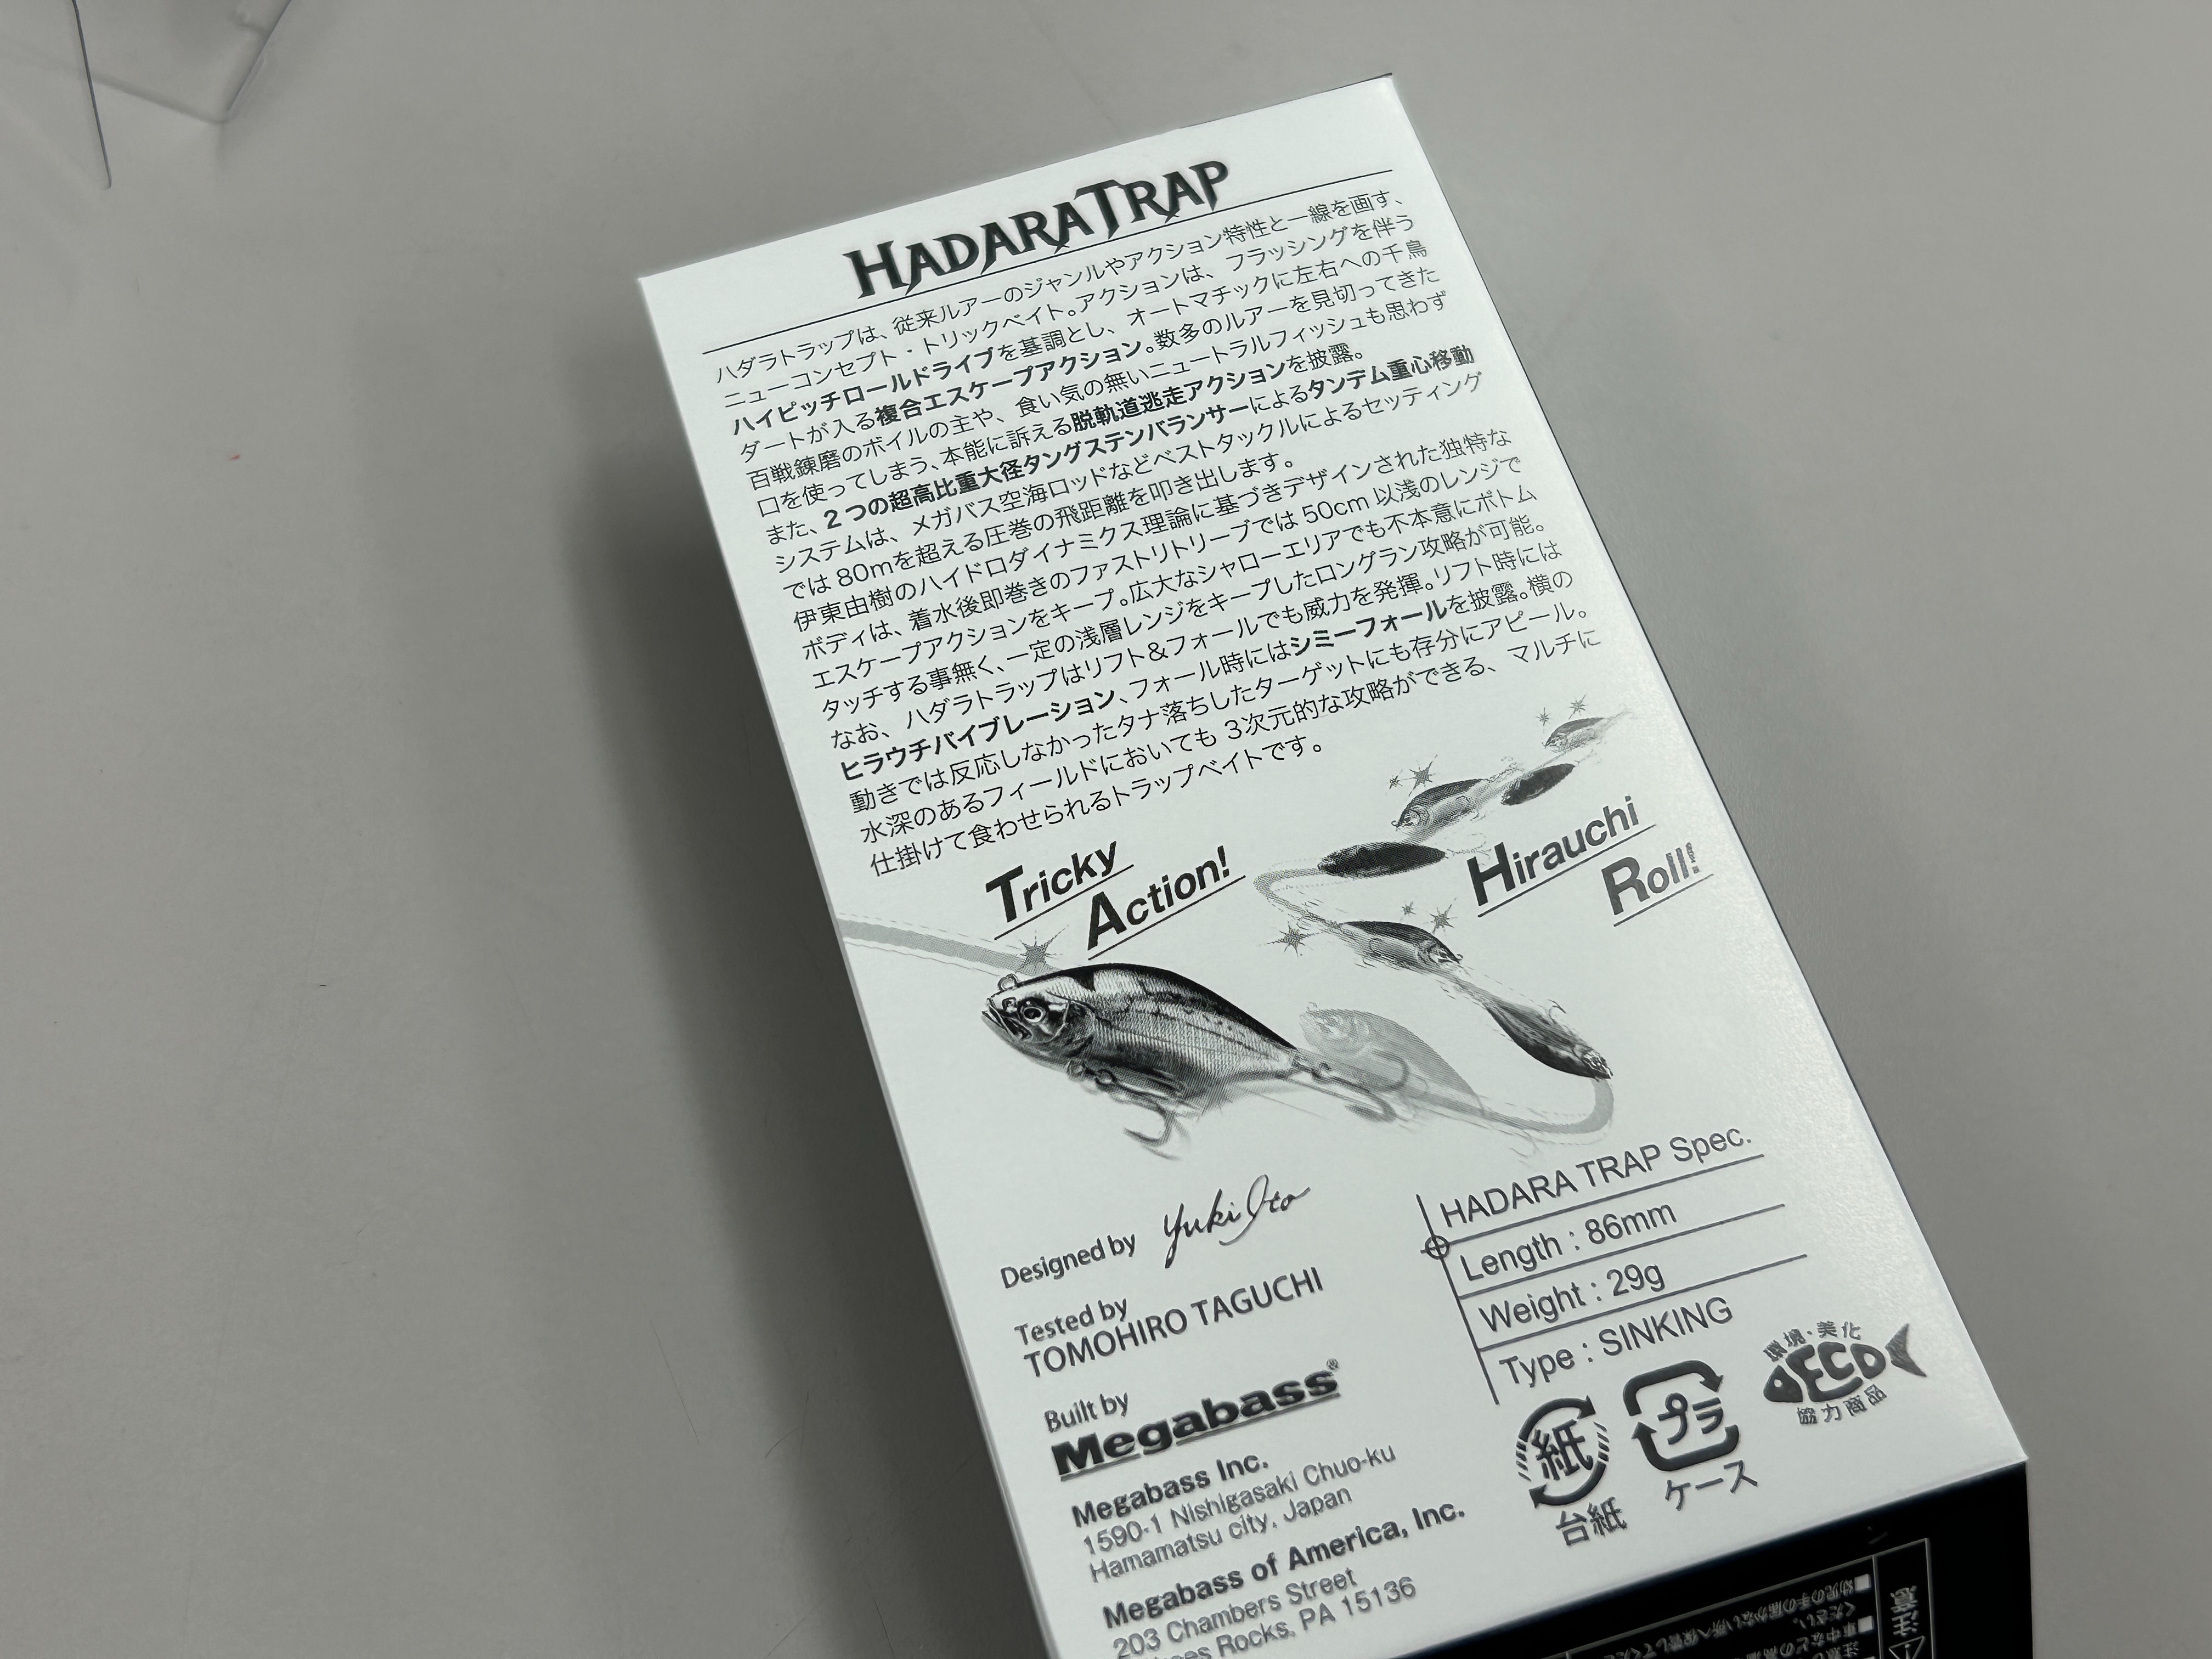 HADARATRAP
ハダラトラップは、従来ルアーのジャンルやアクション特性と一線を画す、
ニューコンセプト・トリックベイト。アクションは、フラッシングを伴う
ハイピッチロールドライブを基調とし、オートマチックに左右への千鳥
ダートが入る複合エスケープアクション。数多のルアーを見切ってきた
百戦錬磨のボイルの主や、食い気の無いニュートラルフィッシュも思わず
口を使ってしまう、本能に訴える脱軌道逃走アクションを披露。
また、2つの超高比重大径タングステンバランサーによるタンデム重心移動
システムは、メガバス空海ロッドなどベストタックルによるセッティング
では 80mを超える圧巻の飛距離を叩き出します。
伊東由樹のハイドロダイナミクス理論に基づきデザインされた独特な
ボディは、着水後即巻きのファストリトリーブでは 50cm 以浅のレンジで
エスケープアクションをキープ。広大なシャローエリアでも不本意にボトム
タッチする事無く、一定の浅層レンジをキープしたロングラン攻略が可能。
なお、ハダラトラップはリフト&フォールでも威力を発揮。リフト時には
ヒラウチバイブレーション、フォール時にはシミーフォールを披露。横の
動きでは反応しなかったタナ落ちしたターゲットにも存分にアピール。
水深のあるフィールドにおいても 3次元的な攻略ができる、マルチに
仕掛けて食わせられるトラップベイトです。
Tricky
Action!
Hirauchi
Roll!
Designed by Yuki Ito
Tested by
TOMOHIRO TAGUCHI
Built by
Megabass®
Megabass Inc.
1590-1 Nishigasaki Chuo-ku
Hamamatsu city, Japan
Megabass of America, Inc.
203 Chambers Street
Rocks, PA 15136
HADARA TRAP Spec.
Length : 86mm
Weight : 29g
Type : SINKING
紙
台紙
プラ
ケース
環境・美化
ECO
協力商品
注意
■幼児の手の届かない所へ保管してくだ